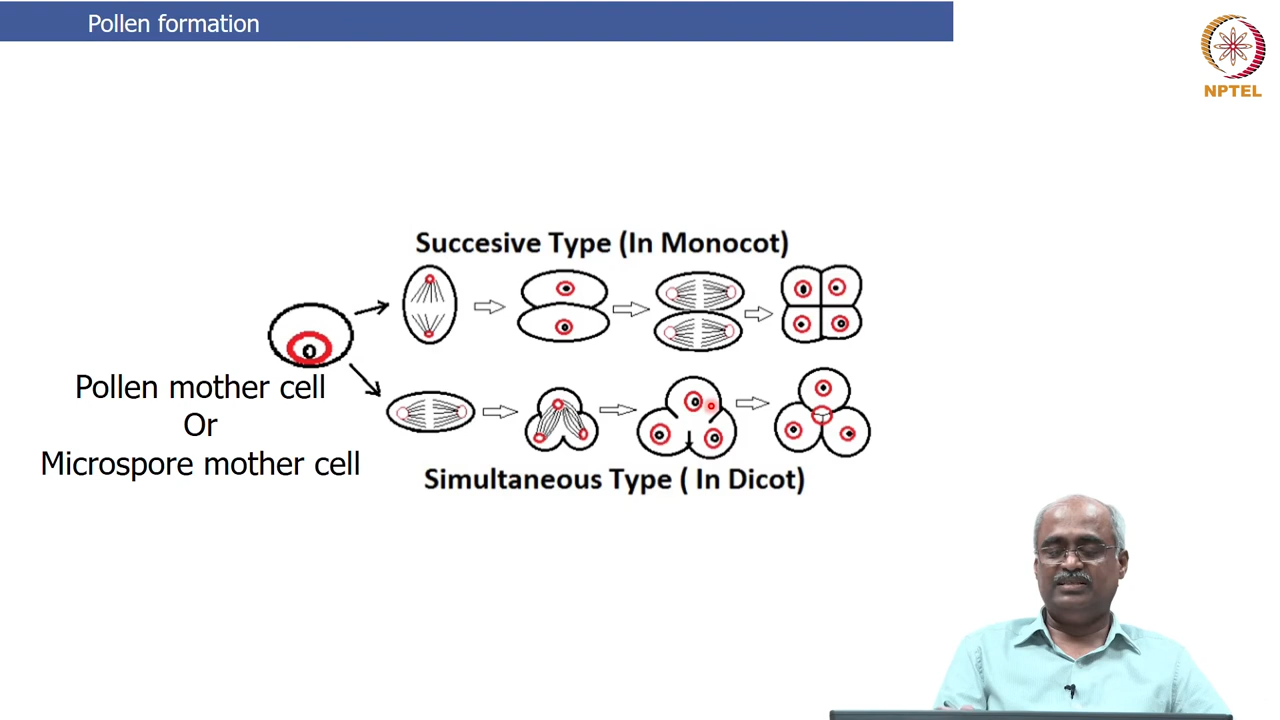 Pollen formation
NPTEL
Succesive Type (In Monocot)
Pollen mother cell
Or
Microspore mother cell
Simultaneous Type ( In Dicot)